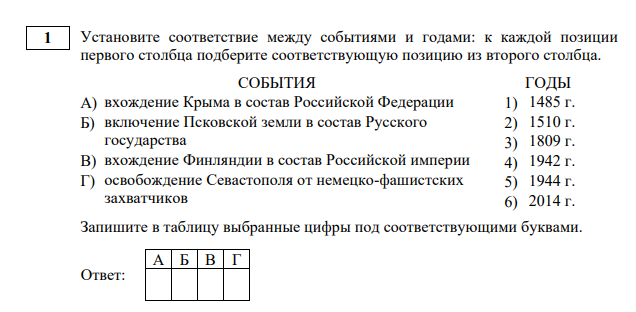 1 Установите соответствие между событиями и годами: к каждой позиции
первого столбца подберите соответствующую позицию из второго столбца.
СОБЫТИЯ ГОДЫ
А) вхождение Крыма в состав Российской Федерации 1) 1485 г.
Б) включение Псковской земли в состав Русского 2) 1510 г.
государства 3) 1809 г.
В) вхождение Финляндии в состав Российской империи 4) 1942 г.
Г) освобождение Севастополя от немецко-фашистских 5) 1944 г.
захватчиков 6) 2014 г.
Запишите в таблицу выбранные цифры под соответствующими буквами.
А Б В Г
Ответ: